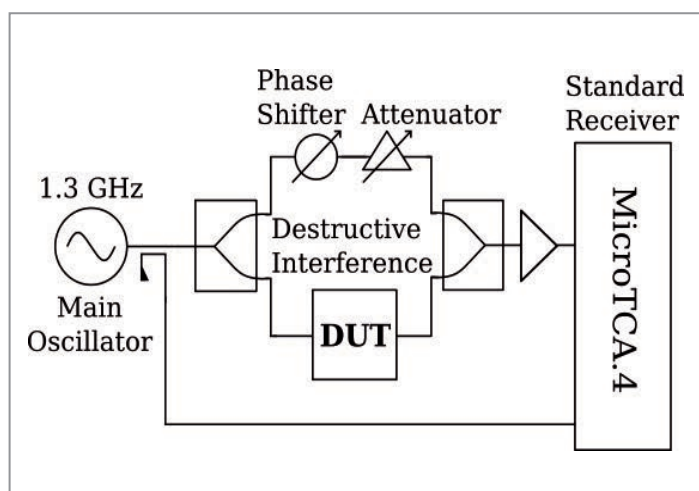 Phase
Shifter
Attenuator
Standard
Receiver
1.3 GHz
Main
Oscillator
Destructive
Interference
DUT
MicroTCA.4